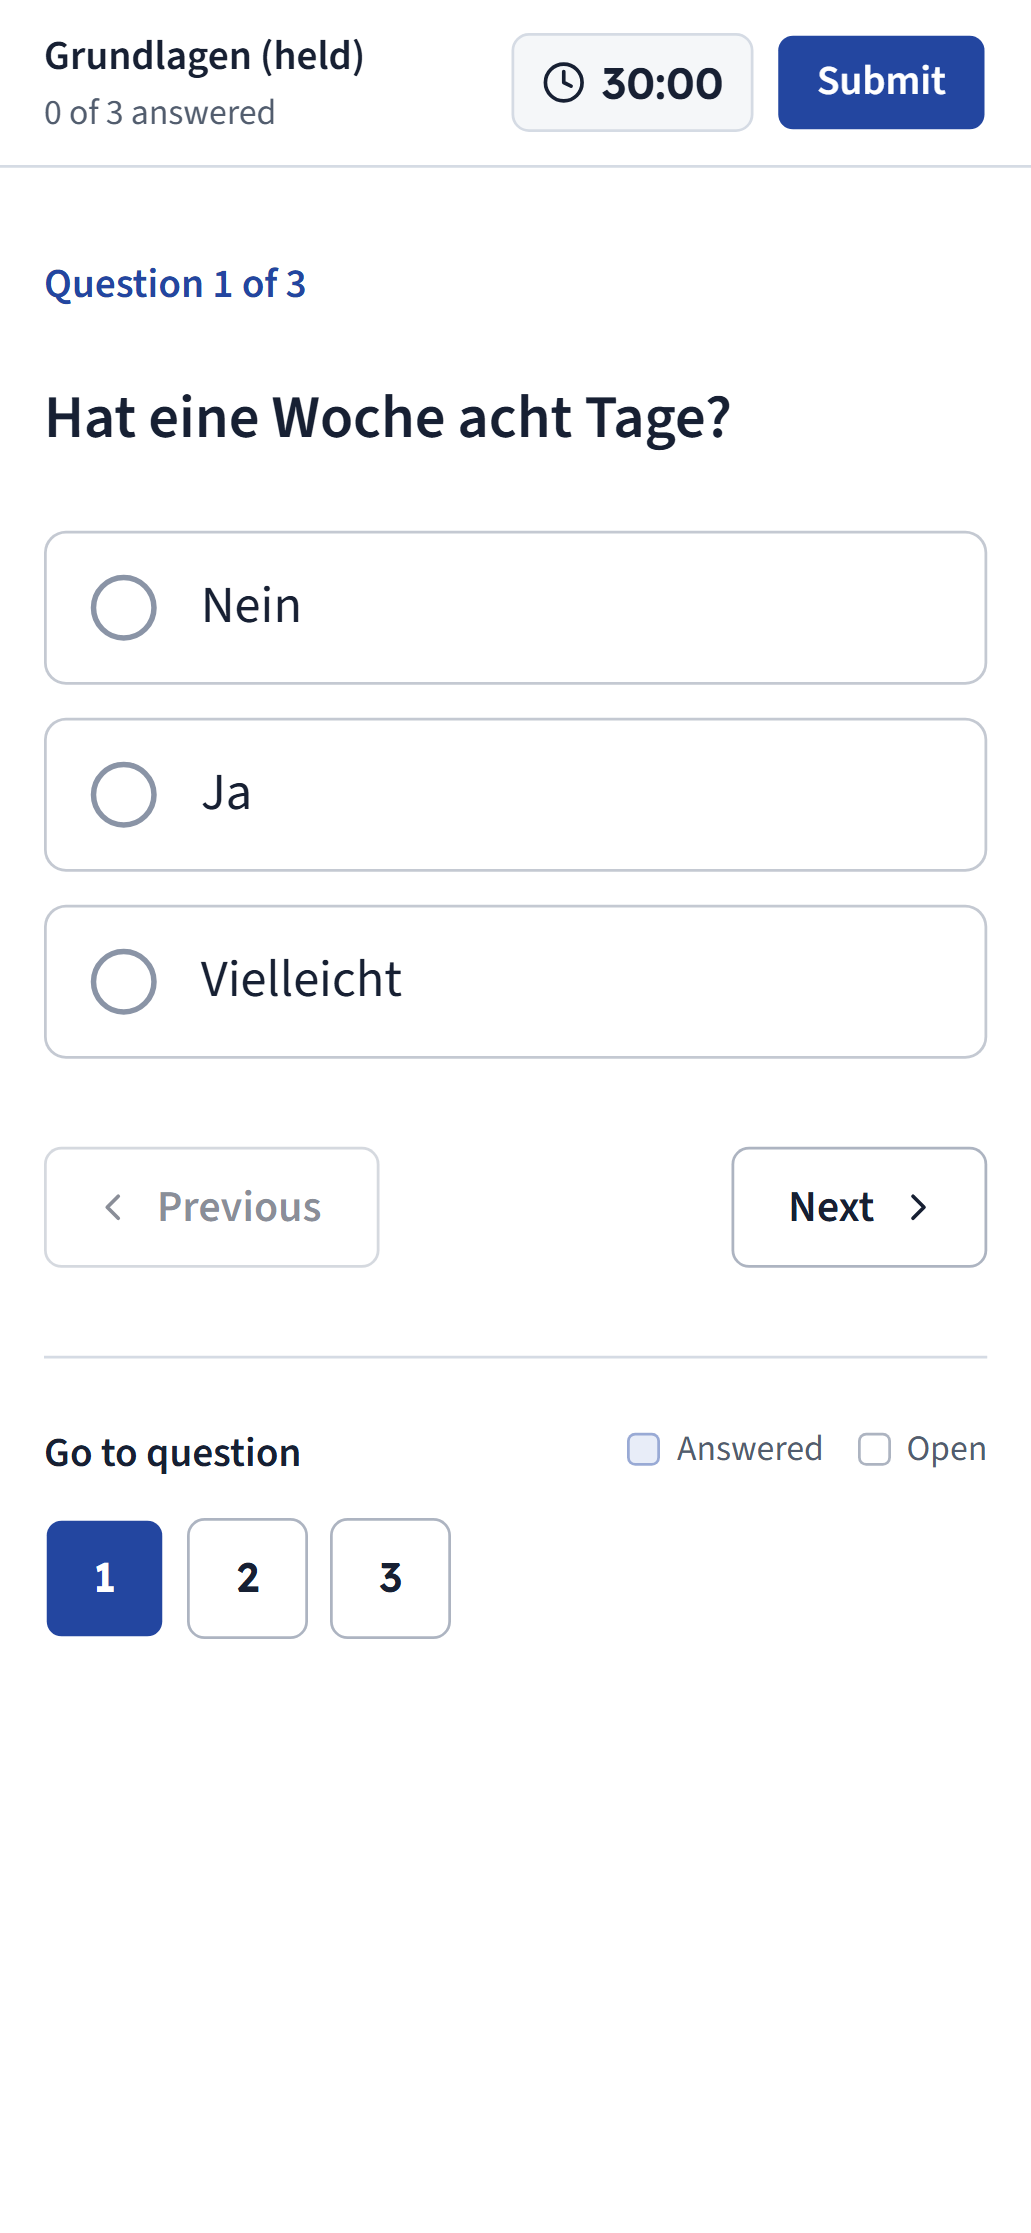 Grundlagen (held)
0 of 3 answered
30:00
Submit
Question 1 of 3
Hat eine Woche acht Tage?
Nein
Ja
Vielleicht
Previous
Next
Go to question
Answered
Open
1
2
3